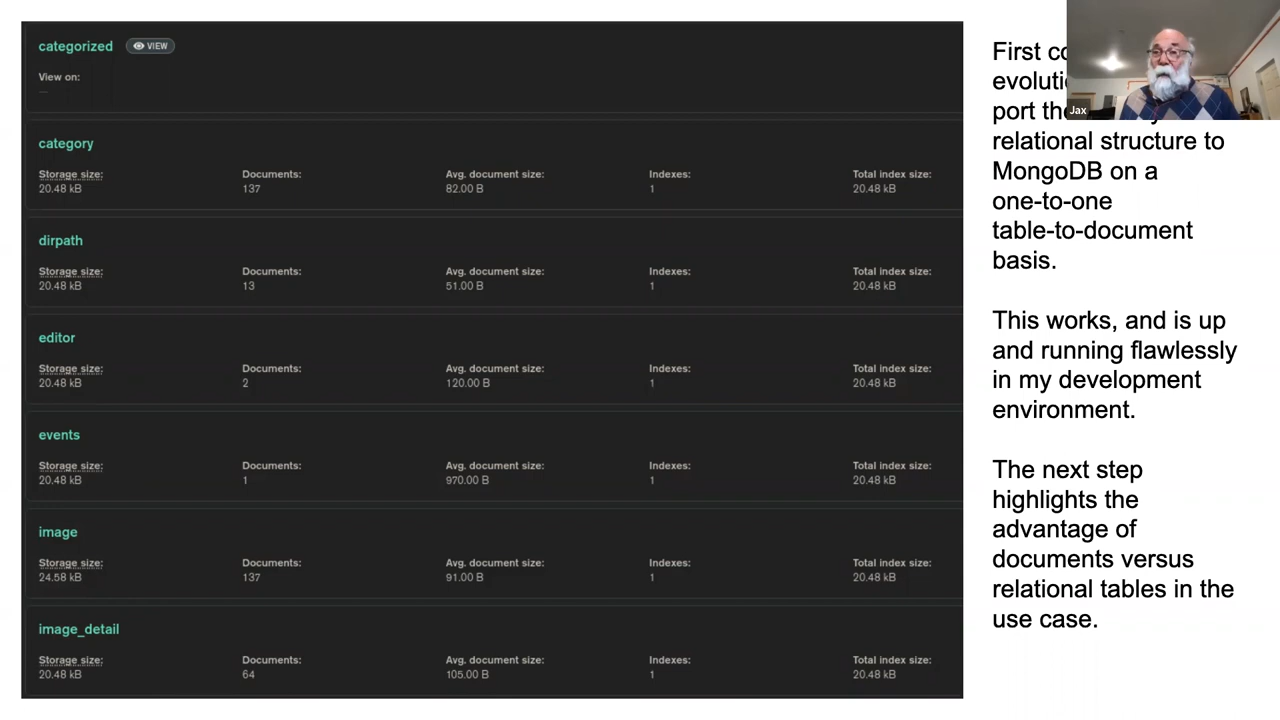 categorized VIEW
View on:
category
Storage size: Documents: Avg. document size: Indexes: Total index size:
20.48 kB 137 82.00 B 1 20.48 kB
dirpath
Storage size: Documents: Avg. document size: Indexes: Total index size:
20.48 kB 13 51.00 B 1 20.48 kB
editor
Storage size: Documents: Avg. document size: Indexes: Total index size:
20.48 kB 2 120.00 B 1 20.48 kB
events
Storage size: Documents: Avg. document size: Indexes: Total index size:
20.48 kB 1 970.00 B 1 20.48 kB
image
Storage size: Documents: Avg. document size: Indexes: Total index size:
24.58 kB 137 91.00 B 1 20.48 kB
image_detail
Storage size: Documents: Avg. document size: Indexes: Total index size:
20.48 kB 64 105.00 B 1 20.48 kB
First
port
relational structure to
MongoDB on a
one-to-one
table-to-document
basis.
This works, and is up
and running flawlessly
in my development
environment.
The next step
highlights the
advantage of
documents versus
relational tables in the
use case.
Jax